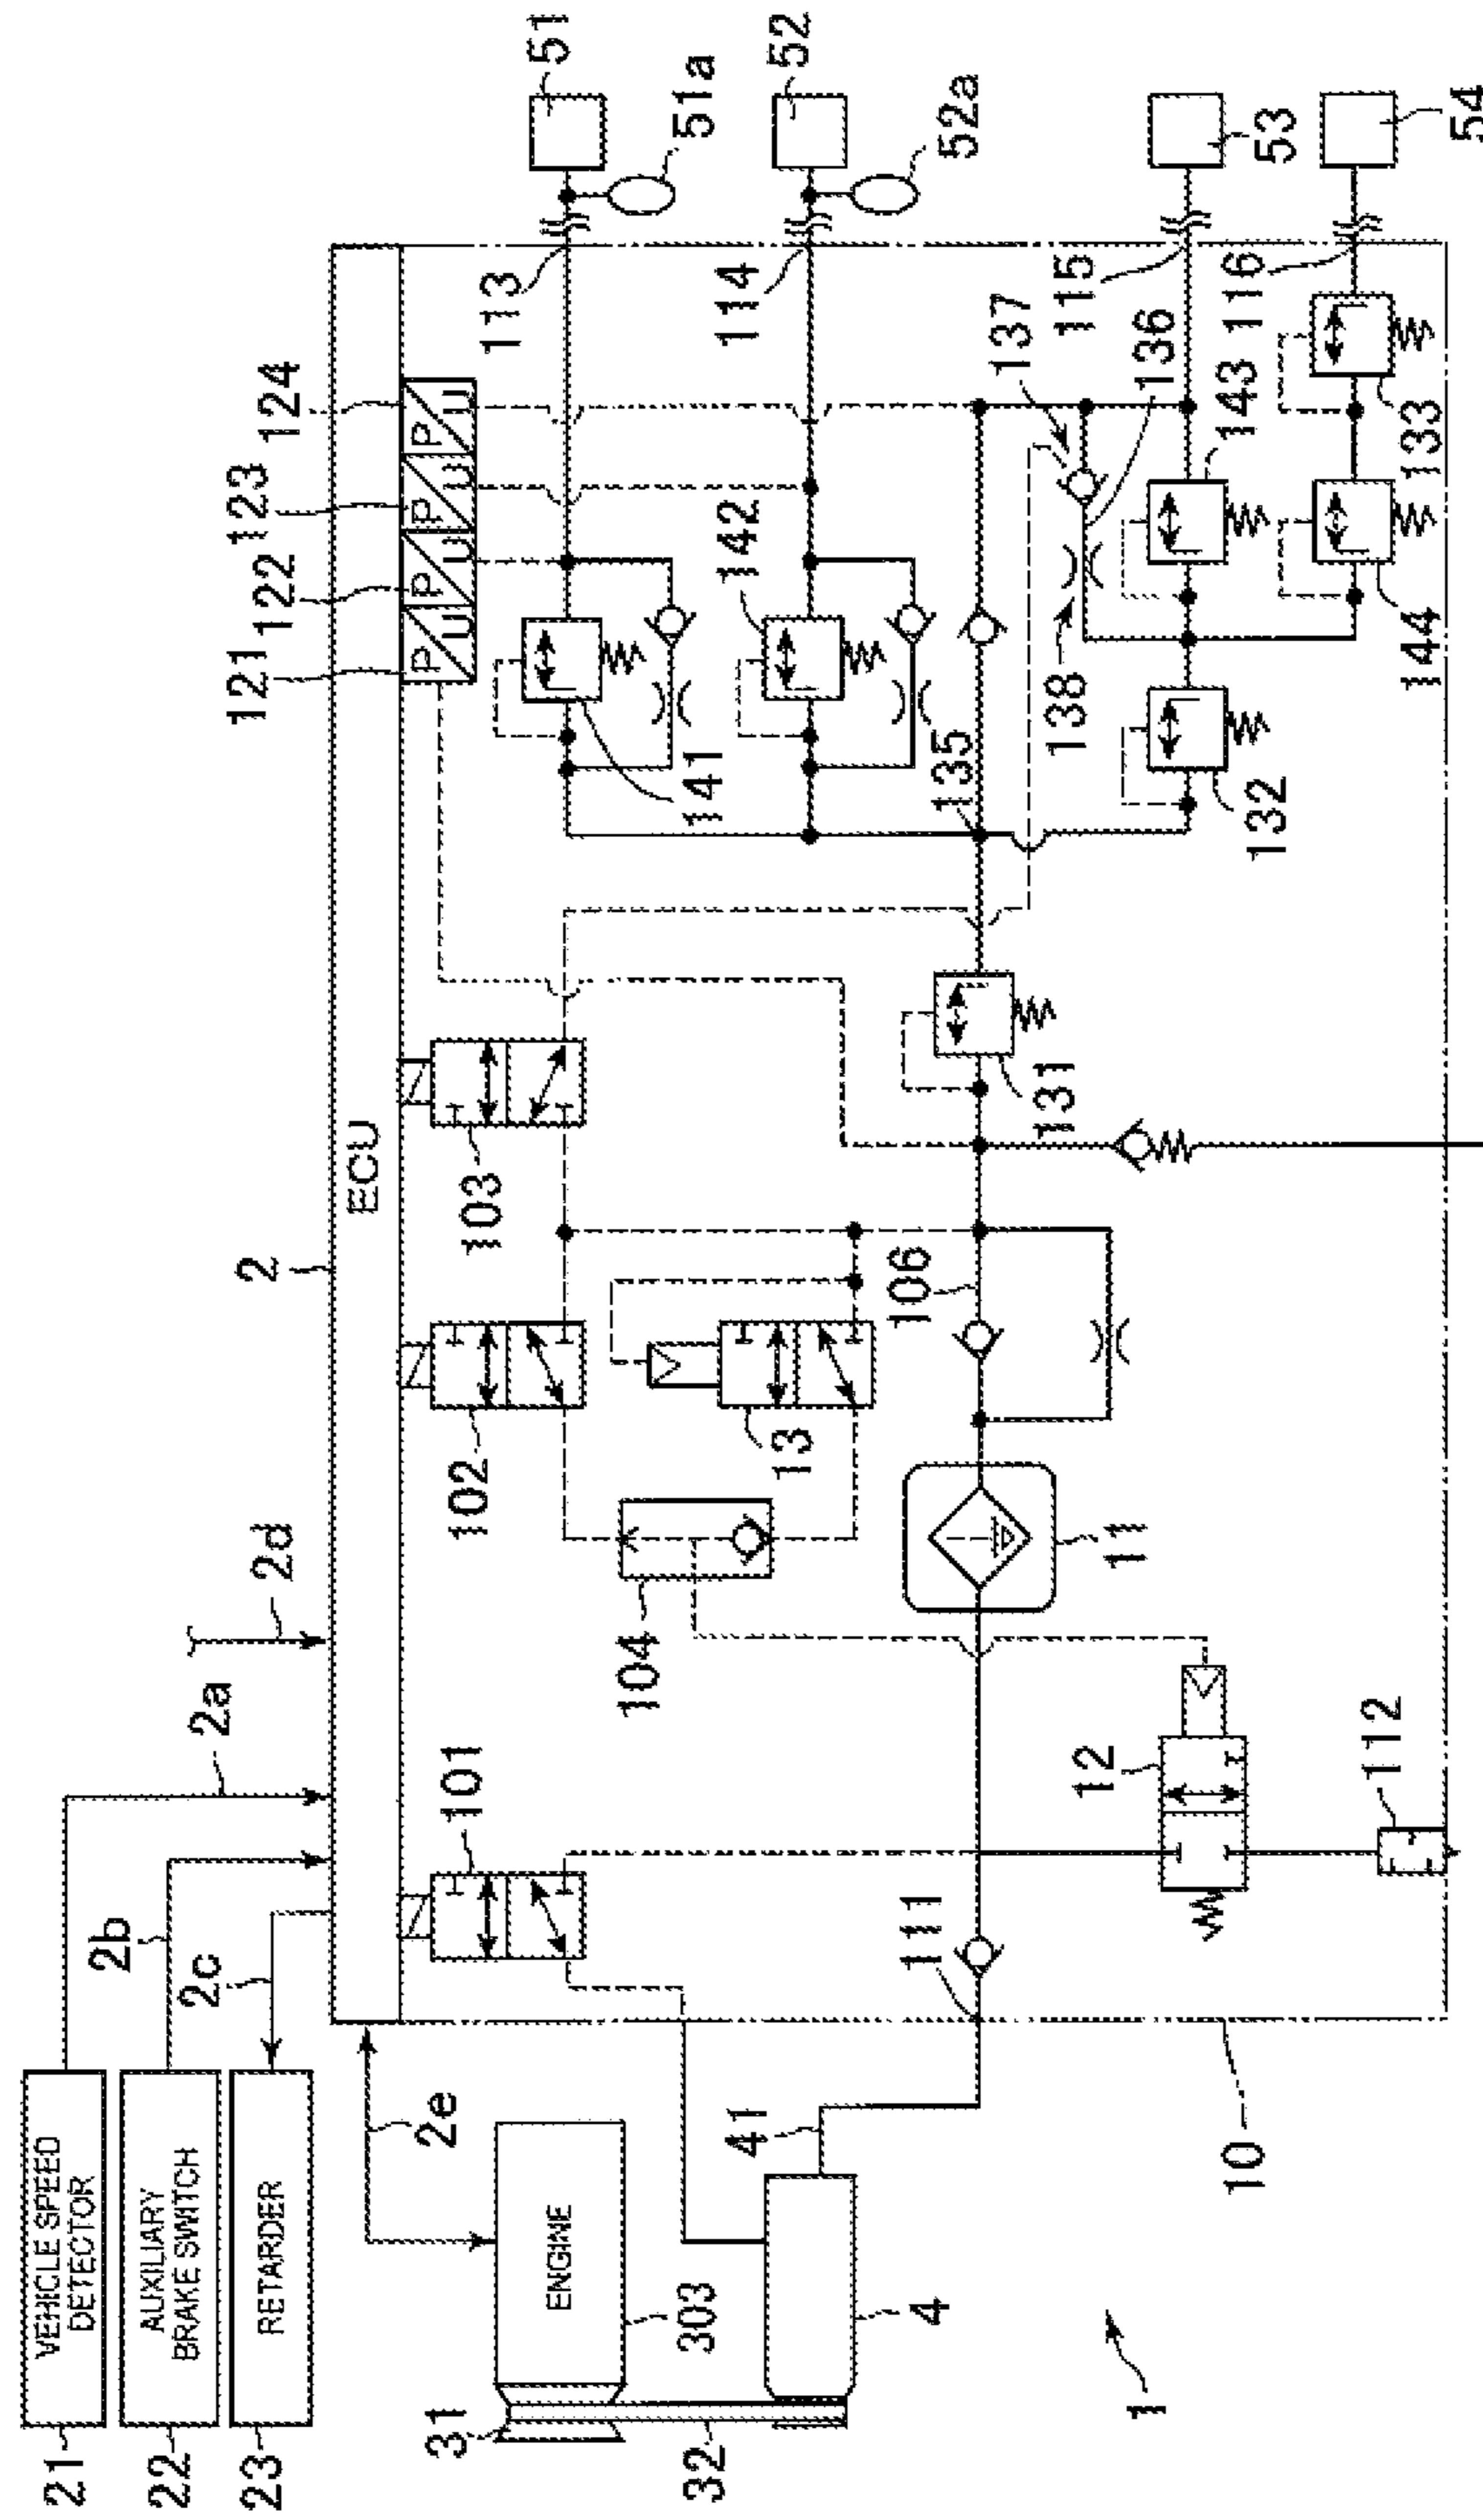 21
VEHICLE SPEED
DETECTOR
22
AUXILIARY
BRAKE SWITCH
23
RETARDER
2a
2b
2c
2d
2e
2
ECU
31
ENGINE
303
32
4
41
1
10
101
102
103
104
106
11
111
12
112
13
121
122
123
124
P
U
P
U
P
U
P
U
131
132
133
135
136
137
138
141
142
143
144
113
114
115
116
51
51a
52
52a
53
54